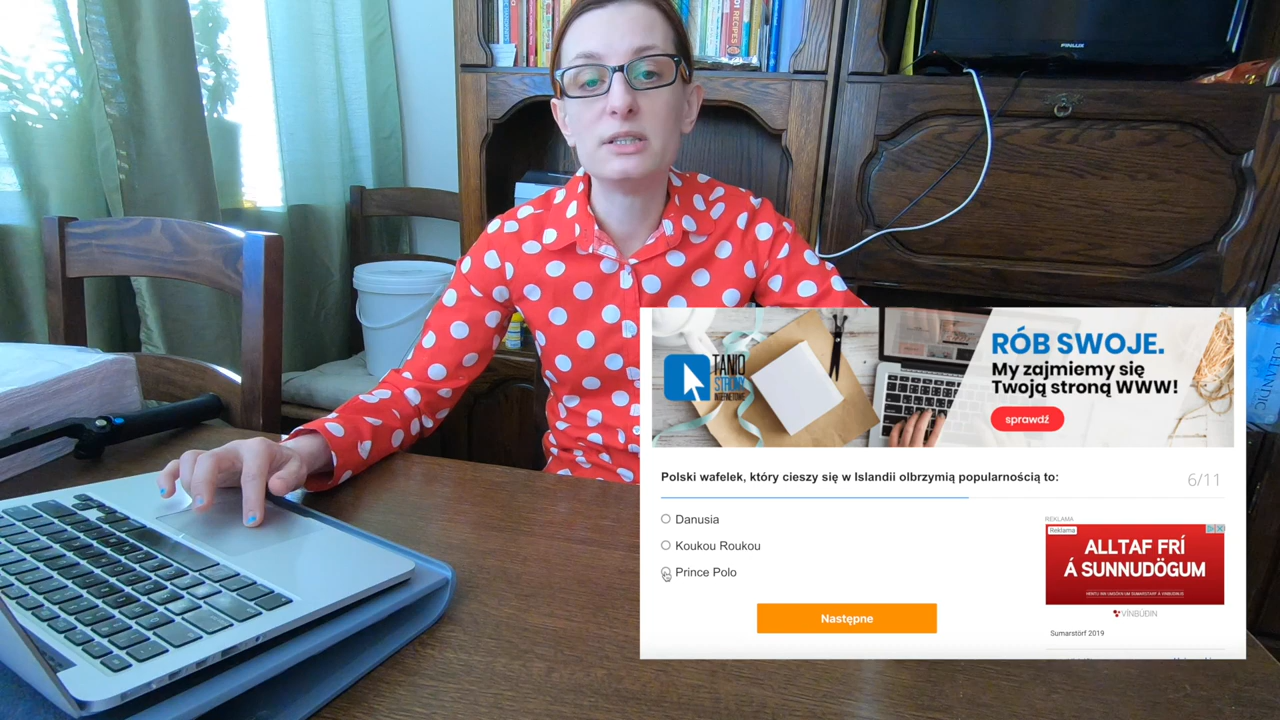 RECIPES
FINLUX
TANIO
STRONY
INTERNETOWE
RÓB SWOJE.
My zajmiemy się
Twoją stroną WWW!
sprawdź
Polski wafelek, który cieszy się w Islandii olbrzymią popularnością to:
6/11
Danusia
Koukou Roukou
Prince Polo
Następne
REKLAMA
Reklama
ALLTAF FRÍ
Á SUNNUDÖGUM
VÍNBÚÐIN
Sumarstörf 2019
ICELANDIC